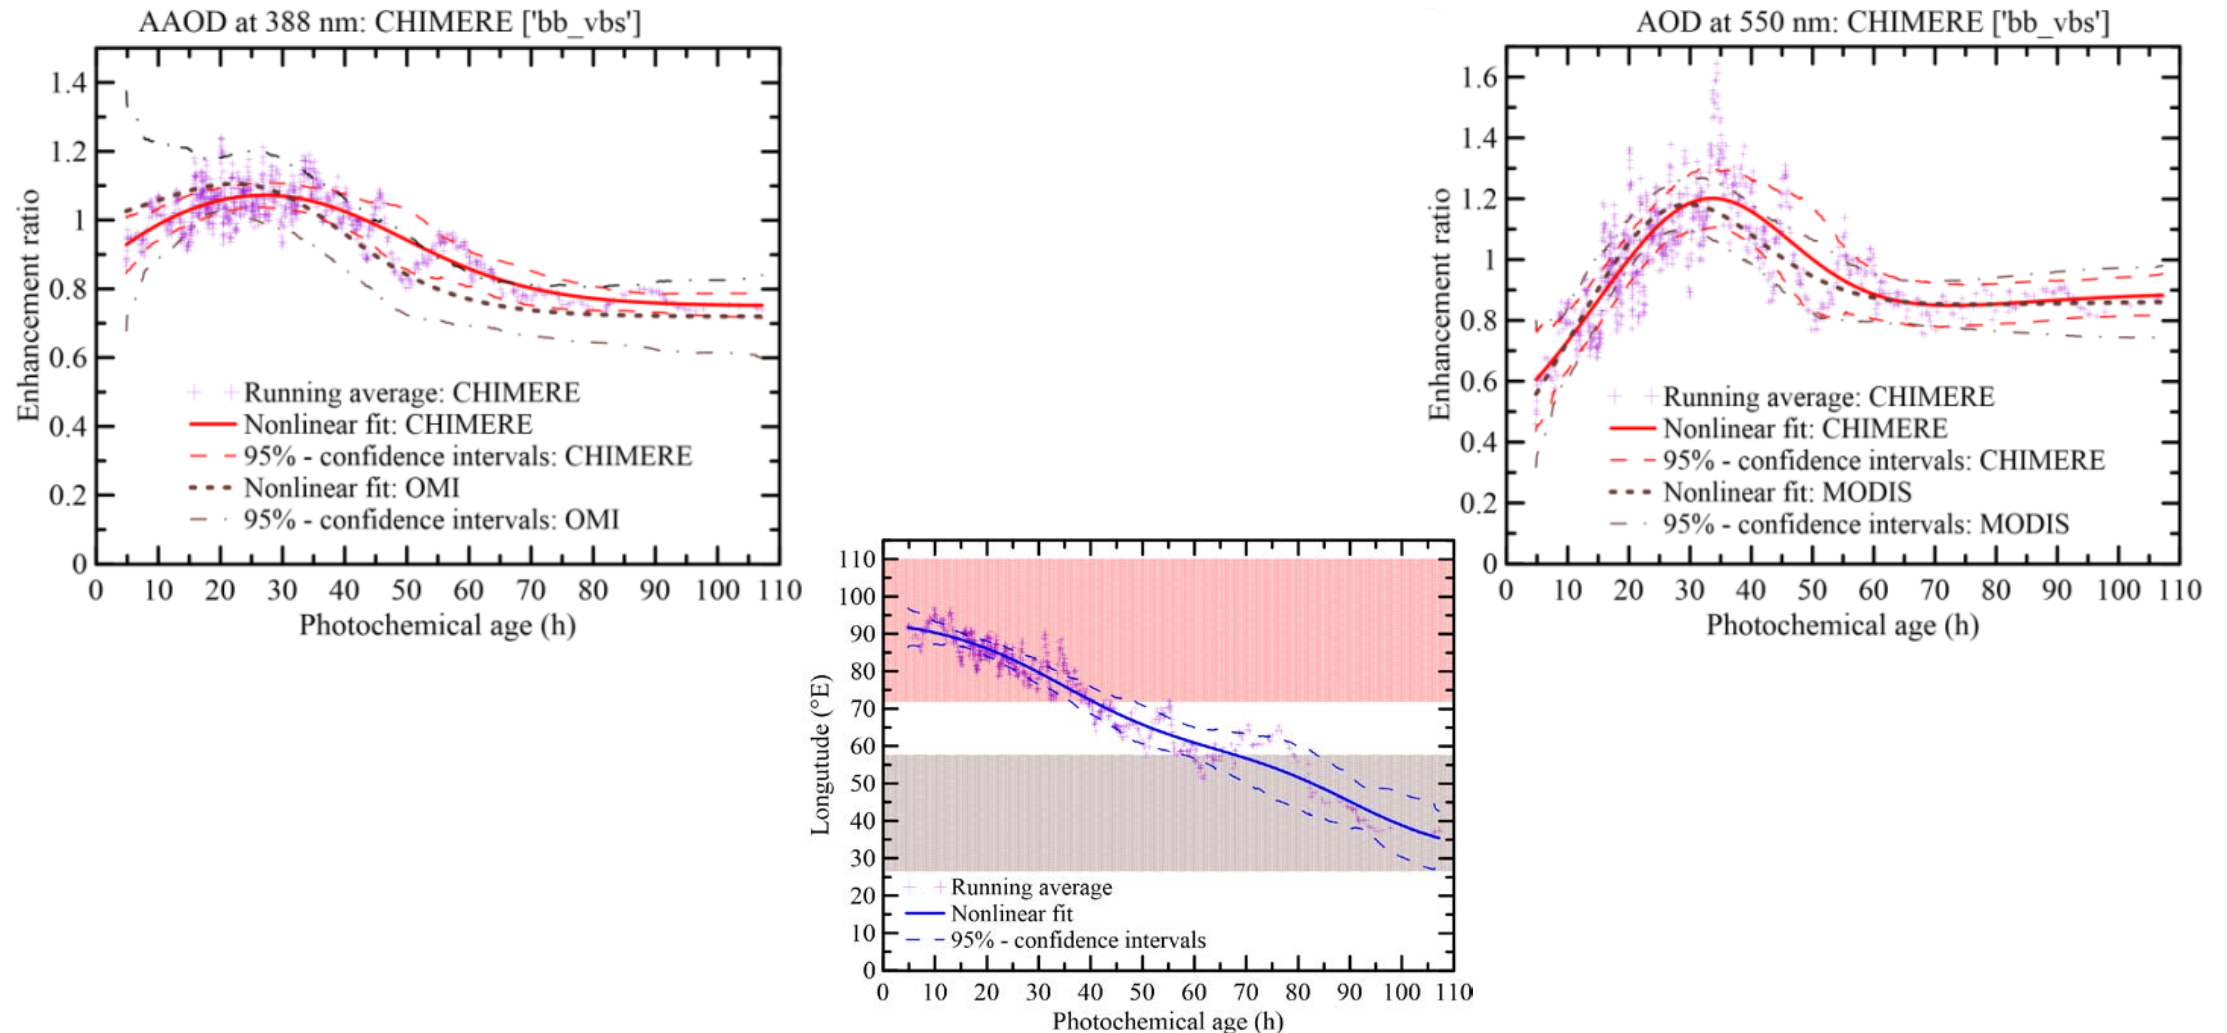 AAOD at 388 nm: CHIMERE ['bb_vbs']
Enhancement ratio
1.4
1.2
1
0.8
0.6
0.4
0.2
0
Running average: CHIMERE
Nonlinear fit: CHIMERE
95% - confidence intervals: CHIMERE
Nonlinear fit: OMI
95% - confidence intervals: OMI
0 10 20 30 40 50 60 70 80 90 100 110
Photochemical age (h)
Longutude (°E)
110
100
90
80
70
60
50
40
30
20
10
0
Running average
Nonlinear fit
95% - confidence intervals
0 10 20 30 40 50 60 70 80 90 100 110
Photochemical age (h)
AOD at 550 nm: CHIMERE ['bb_vbs']
Enhancement ratio
1.6
1.4
1.2
1
0.8
0.6
0.4
0.2
0
Running average: CHIMERE
Nonlinear fit: CHIMERE
95% - confidence intervals: CHIMERE
Nonlinear fit: MODIS
95% - confidence intervals: MODIS
0 10 20 30 40 50 60 70 80 90 100 110
Photochemical age (h)